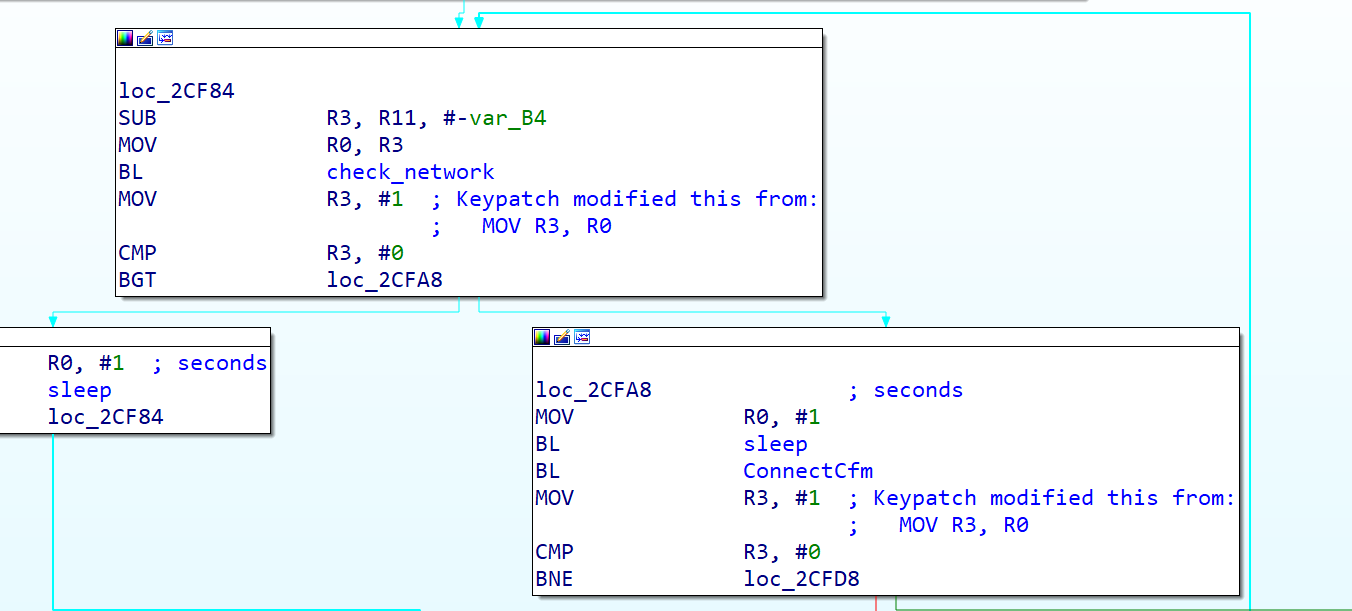 loc_2CF84
SUB R3, R11, #-var_B4
MOV R0, R3
BL check_network
MOV R3, #1 ; Keypatch modified this from:
; MOV R3, R0
CMP R3, #0
BGT loc_2CFA8
R0, #1 ; seconds
sleep
loc_2CF84
loc_2CFA8 ; seconds
MOV R0, #1
BL sleep
BL ConnectCfm
MOV R3, #1 ; Keypatch modified this from:
; MOV R3, R0
CMP R3, #0
BNE loc_2CFD8